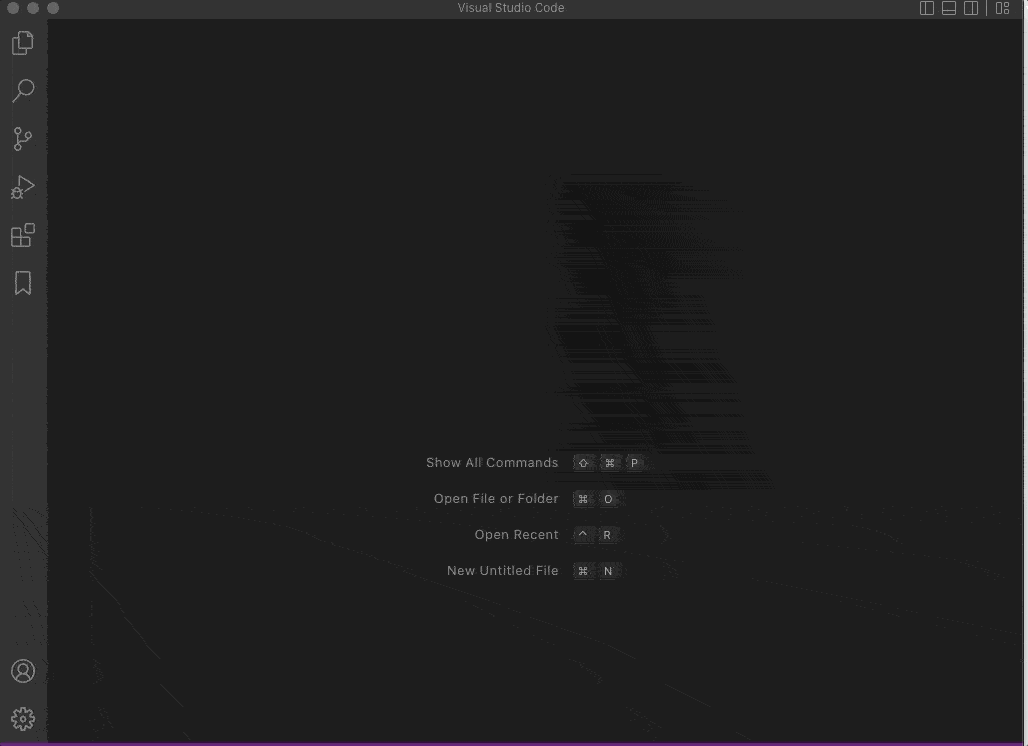 Visual Studio Code
Show All Commands ⇧ ⌘ P
Open File or Folder ⌘ O
Open Recent ^ R
New Untitled File ⌘ N